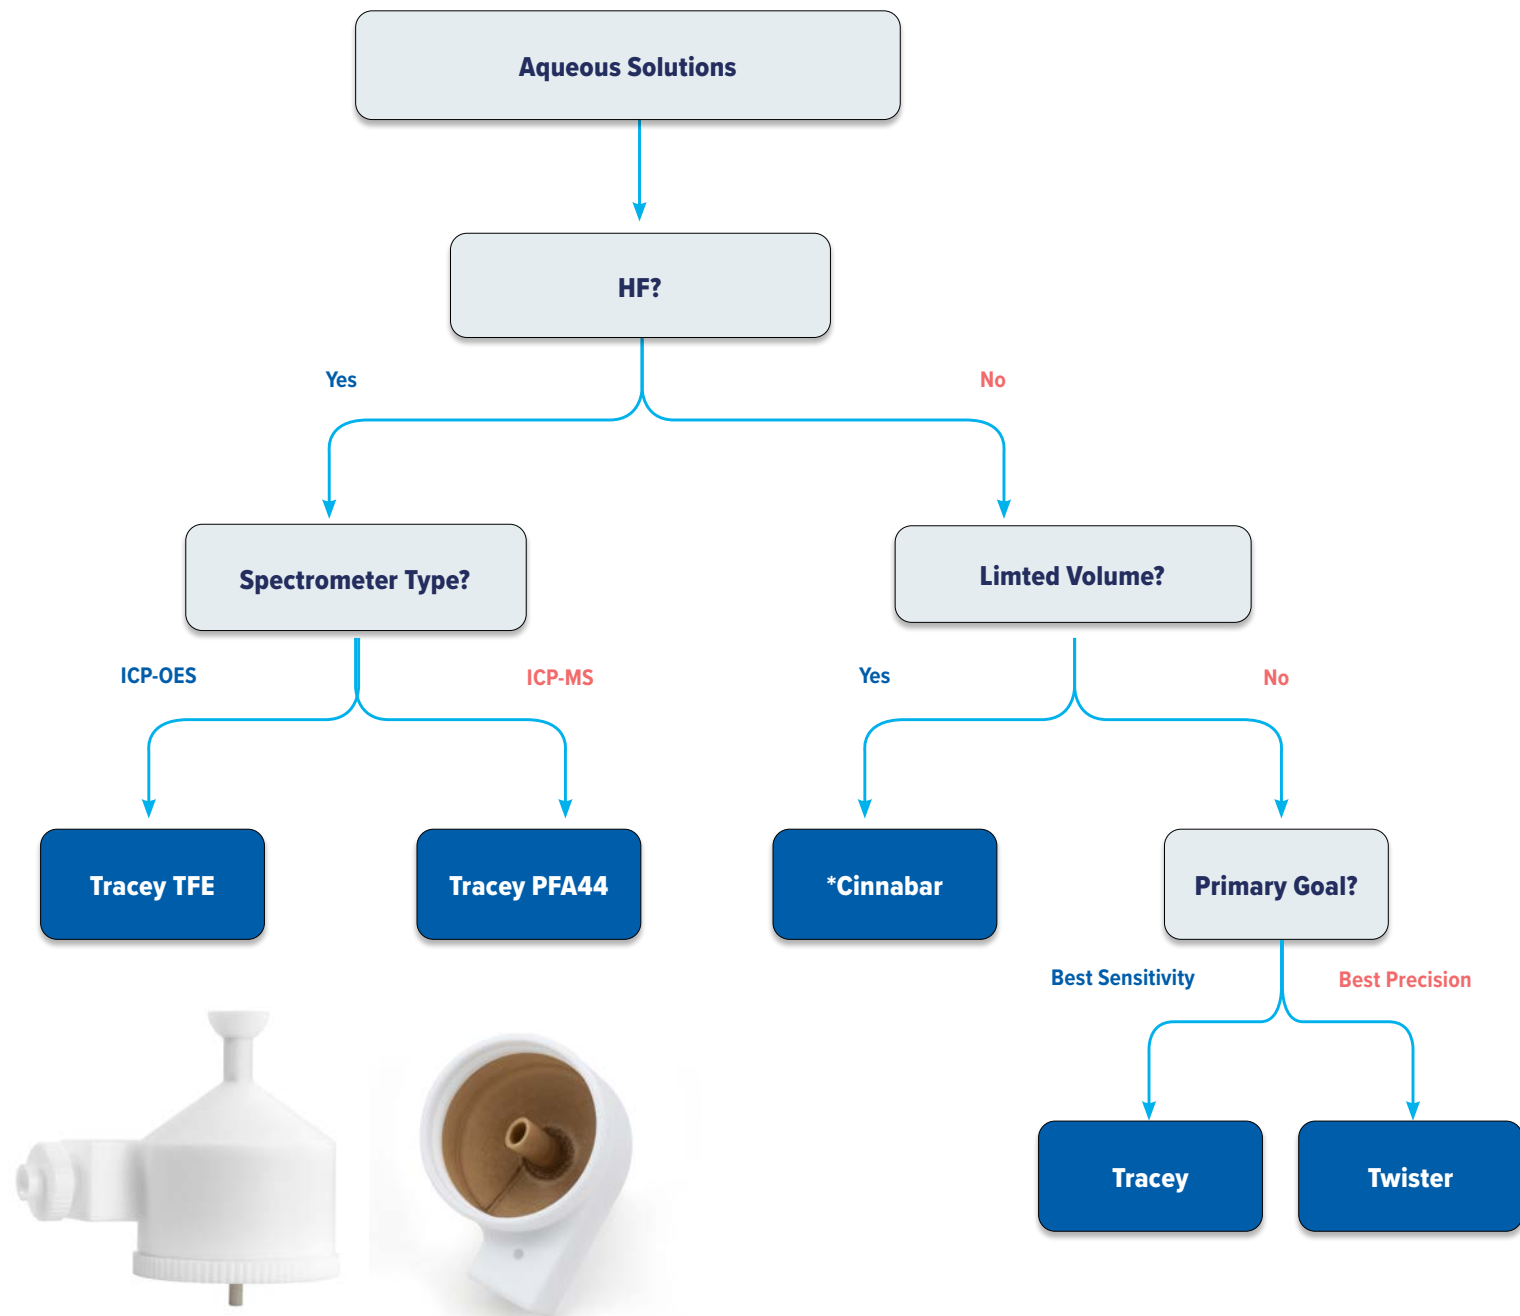 Aqueous Solutions
HF?
Yes
No
Spectrometer Type?
Limted Volume?
ICP-OES
ICP-MS
Yes
No
Tracey TFE
Tracey PFA44
*Cinnabar
Primary Goal?
Best Sensitivity
Best Precision
Tracey
Twister